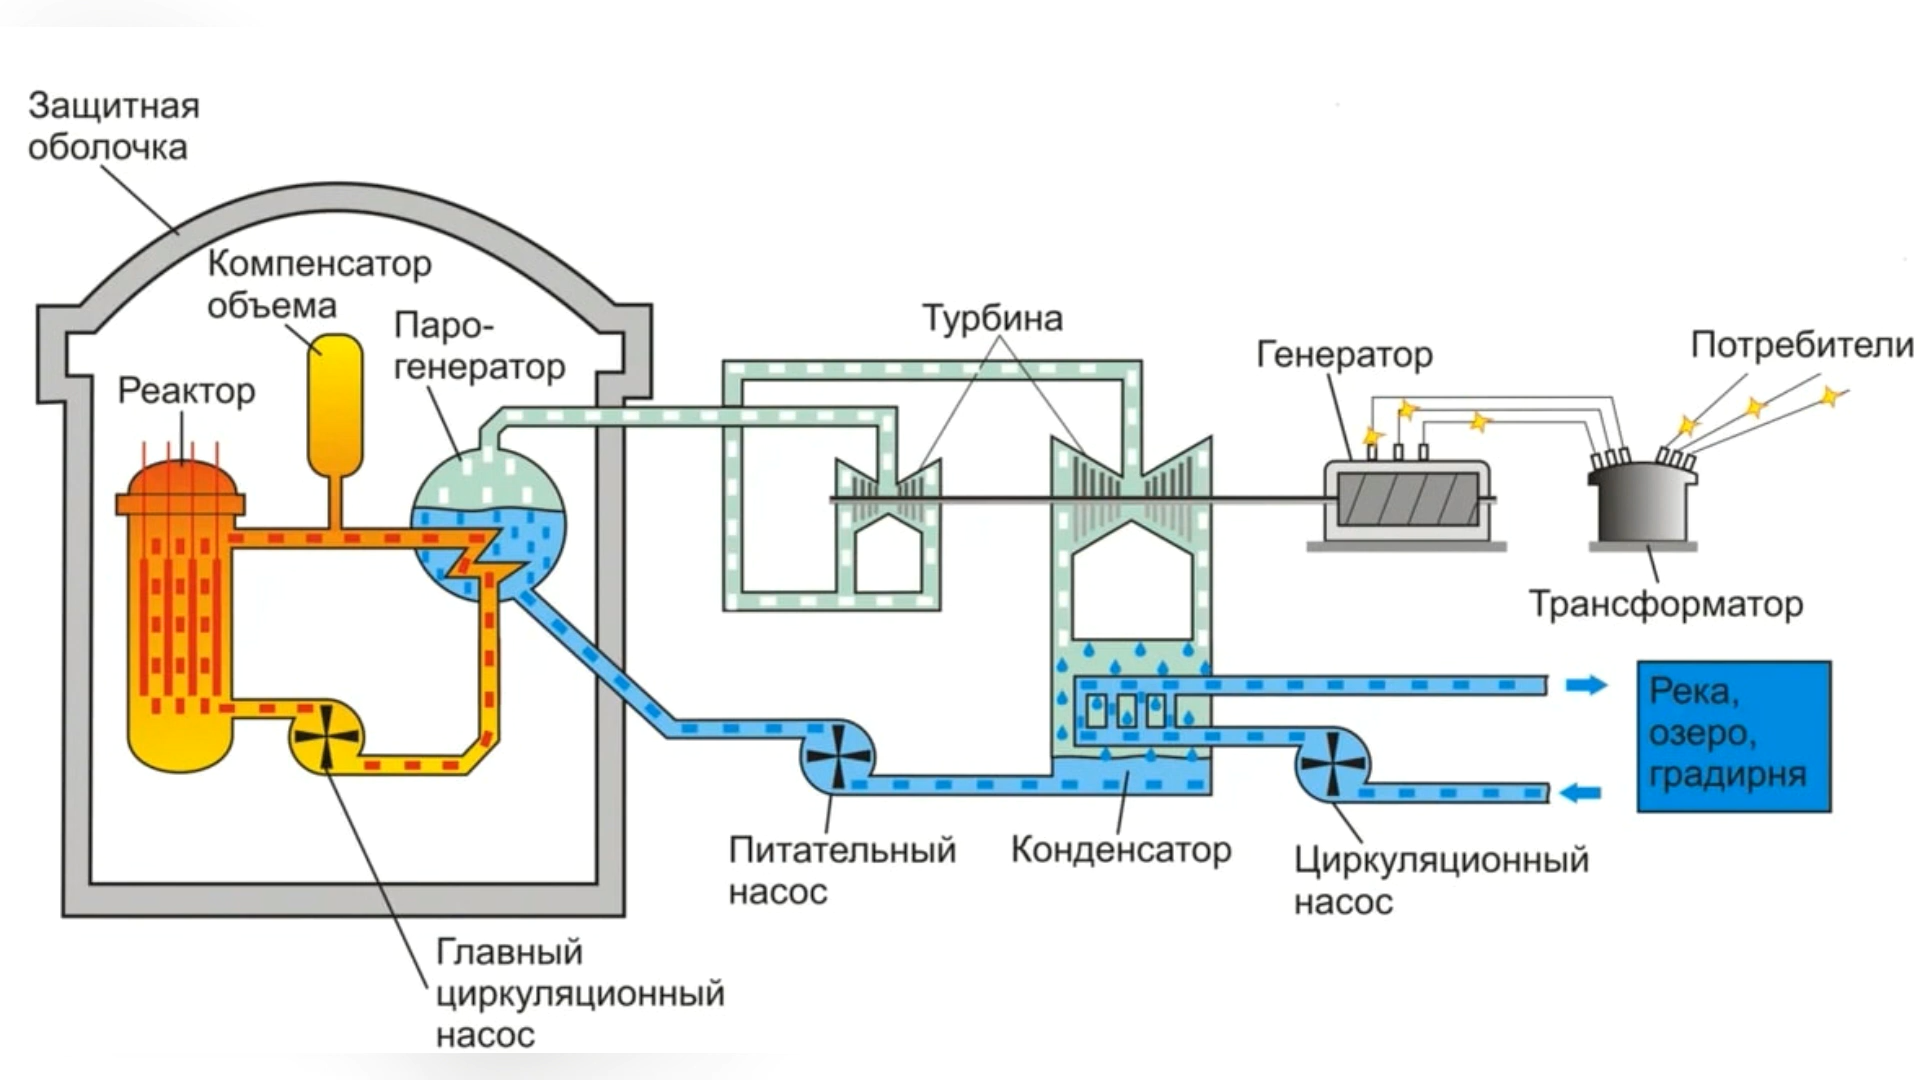 Защитная
оболочка
Компенсатор
объема
Паро-
генератор
Реактор
Турбина
Генератор
Потребители
Трансформатор
Река,
озеро,
градирня
Питательный
насос
Конденсатор
Циркуляционный
насос
Главный
циркуляционный
насос